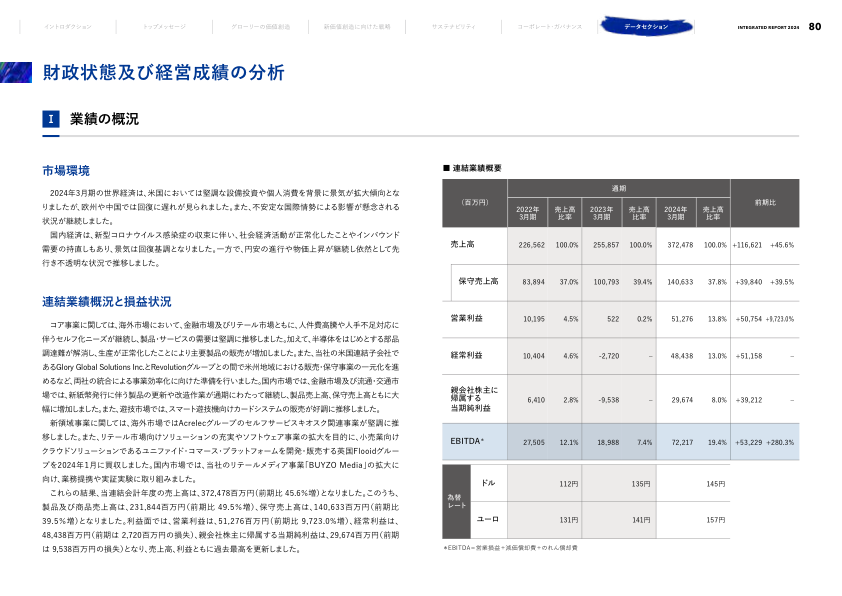 イントロダクション
トップメッセージ
グローリーの価値創造
新価値創造に向けた戦略
サステナビリティ
コーポレート・ガバナンス
データセクション
INTEGRATED REPORT 2024 80
財政状態及び経営成績の分析
I 業績の概況
市場環境
2024年3月期の世界経済は、米国においては堅調な設備投資や個人消費を背景に景気が拡大傾向とな
りましたが、欧州や中国では回復に遅れが見られました。また、不安定な国際情勢による影響が懸念される
状況が継続しました。
国内経済は、新型コロナウイルス感染症の収束に伴い、社会経済活動が正常化したことやインバウンド
需要の持直しもあり、景気は回復基調となりました。一方で、円安の進行や物価上昇が継続し依然として先
行き不透明な状況で推移しました。
連結業績概況と損益状況
コア事業に関しては、海外市場において、金融市場及びリテール市場ともに、人件費高騰や人手不足対応に
伴うセルフ化ニーズが継続し、製品・サービスの需要は堅調に推移しました。加えて、半導体をはじめとする部品
調達難が解消し、生産が正常化したことにより主要製品の販売が増加しました。また、当社の米国連結子会社で
あるGlory Global Solutions Inc.とRevolutionグループとの間で米州地域における販売・保守事業の一元化を進
めるなど、両社の統合による事業効率化に向けた準備を行いました。国内市場では、金融市場及び流通・交通市
場では、新紙幣発行に伴う製品の更新や改造作業が通期にわたって継続し、製品売上高、保守売上高ともに大
幅に増加しました。また、遊技市場では、スマート遊技機向けカードシステムの販売が好調に推移しました。
新領域事業に関しては、海外市場ではAcrelecグループのセルフサービスキオスク関連事業が堅調に推
移しました。また、リテール市場向けソリューションの充実やソフトウェア事業の拡大を目的に、小売業向け
クラウドソリューションであるユニファイド・コマース・プラットフォームを開発・販売する英国Flooidグルー
プを2024年1月に買収しました。国内市場では、当社のリテールメディア事業「BUYZO Media」の拡大に
向け、業務提携や実証実験に取り組みました。
これらの結果、当連結会計年度の売上高は、372,478百万円（前期比 45.6%増）となりました。このうち、
製品及び商品売上高は、231,844百万円（前期比 49.5%増）、保守売上高は、140,633百万円（前期比
39.5%増）となりました。利益面では、営業利益は、51,276百万円（前期比 9,723.0%増）、経常利益は、
48,438百万円（前期は 2,720百万円の損失）、親会社株主に帰属する当期純利益は、29,674百万円（前期
は 9,538百万円の損失）となり、売上高、利益ともに過去最高を更新しました。
■ 連結業績概要
（百万円） 通期 前期比
2022年3月期 売上高比率 2023年3月期 売上高比率 2024年3月期 売上高比率
売上高 226,562 100.0% 255,857 100.0% 372,478 100.0% +116,621 +45.6%
保守売上高 83,894 37.0% 100,793 39.4% 140,633 37.8% +39,840 +39.5%
営業利益 10,195 4.5% 522 0.2% 51,276 13.8% +50,754 +9,723.0%
経常利益 10,404 4.6% -2,720 – 48,438 13.0% +51,158 –
親会社株主に
帰属する
当期純利益 6,410 2.8% -9,538 – 29,674 8.0% +39,212 –
EBITDA* 27,505 12.1% 18,988 7.4% 72,217 19.4% +53,229 +280.3%
為替レート
ドル 112円 135円 145円
ユーロ 131円 141円 157円
*EBITDA=営業損益+減価償却費+のれん償却費